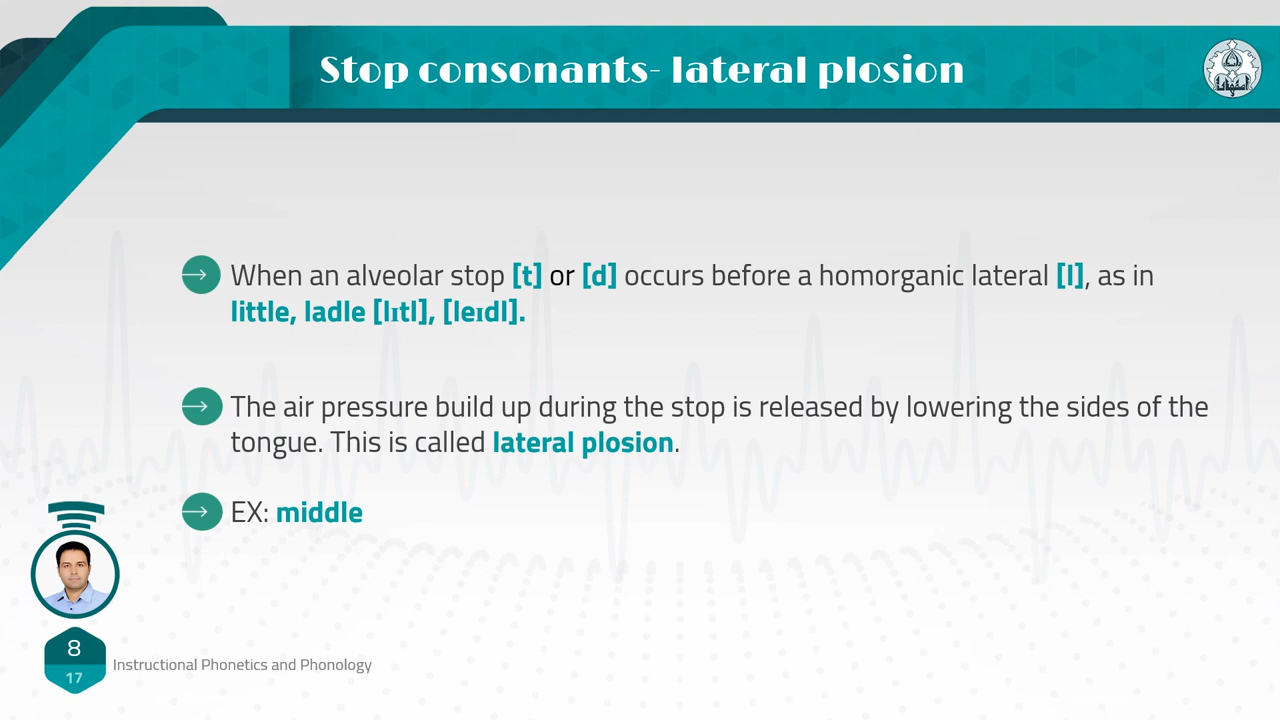 Stop consonants- lateral plosion
When an alveolar stop [t] or [d] occurs before a homorganic lateral [l], as in
little, ladle [lɪtl], [leɪdl].
The air pressure build up during the stop is released by lowering the sides of the
tongue. This is called lateral plosion.
EX: middle
8
17
Instructional Phonetics and Phonology